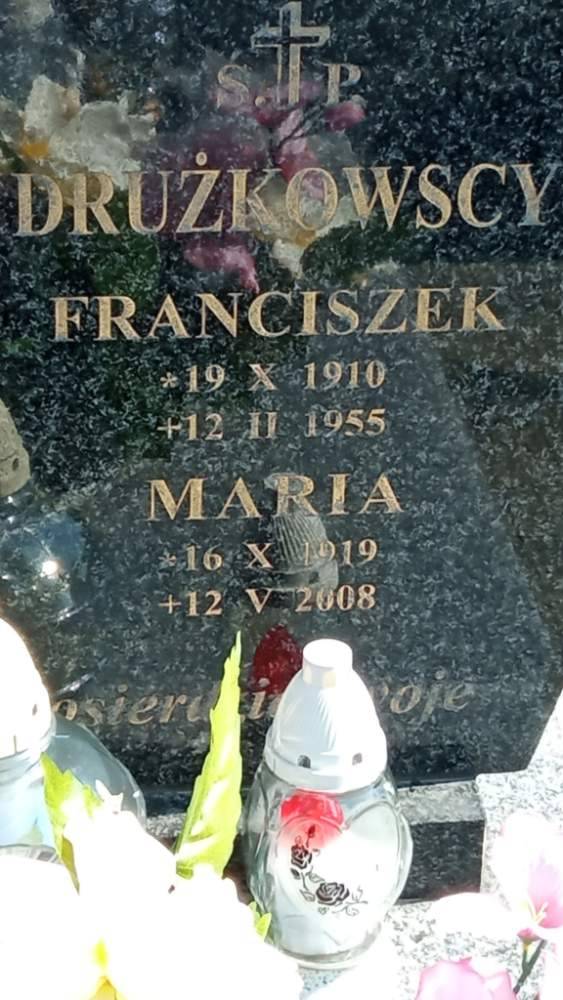 S. P.
DRUŻKOWSCY
FRANCISZEK
*19 X 1910
+12 II 1955
MARIA
*16 X 1919
+12 V 2008